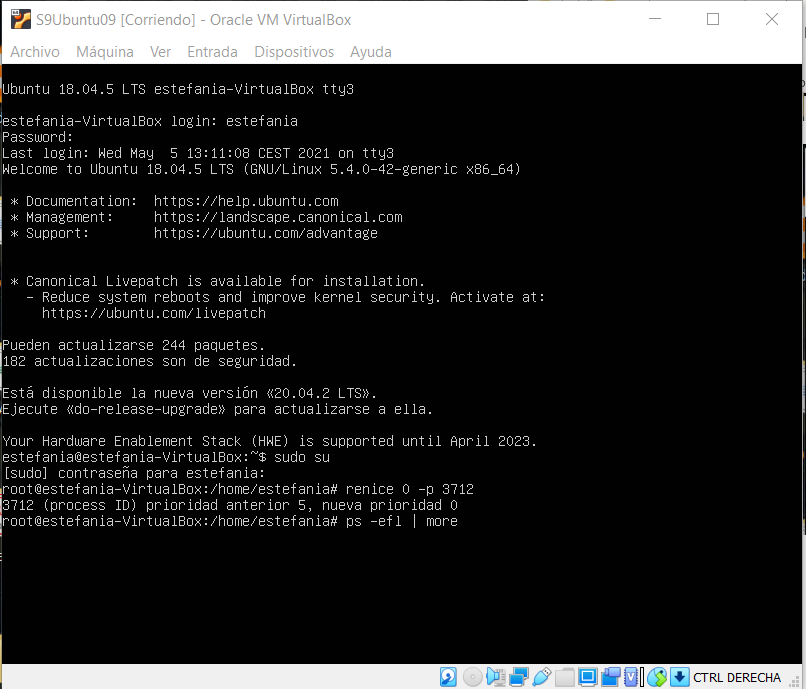 S9Ubuntu09 [Corriendo] - Oracle VM VirtualBox
Archivo Máquina Ver Entrada Dispositivos Ayuda
Ubuntu 18.04.5 LTS estefania-VirtualBox tty3
estefania-VirtualBox login: estefania
Password:
Last login: Wed May  5 13:11:08 CEST 2021 on tty3
Welcome to Ubuntu 18.04.5 LTS (GNU/Linux 5.4.0-42-generic x86_64)
* Documentation:  https://help.ubuntu.com
* Management:     https://landscape.canonical.com
* Support:        https://ubuntu.com/advantage
* Canonical Livepatch is available for installation.
- Reduce system reboots and improve kernel security. Activate at:
https://ubuntu.com/livepatch
Pueden actualizarse 244 paquetes.
182 actualizaciones son de seguridad.
Está disponible la nueva versión «20.04.2 LTS».
Ejecute «do-release-upgrade» para actualizarse a ella.
Your Hardware Enablement Stack (HWE) is supported until April 2023.
estefania@estefania-VirtualBox:~$ sudo su
[sudo] contraseña para estefania:
root@estefania-VirtualBox:/home/estefania# renice 0 -p 3712
3712 (process ID) prioridad anterior 5, nueva prioridad 0
root@estefania-VirtualBox:/home/estefania# ps -efl | more
CTRL DERECHA